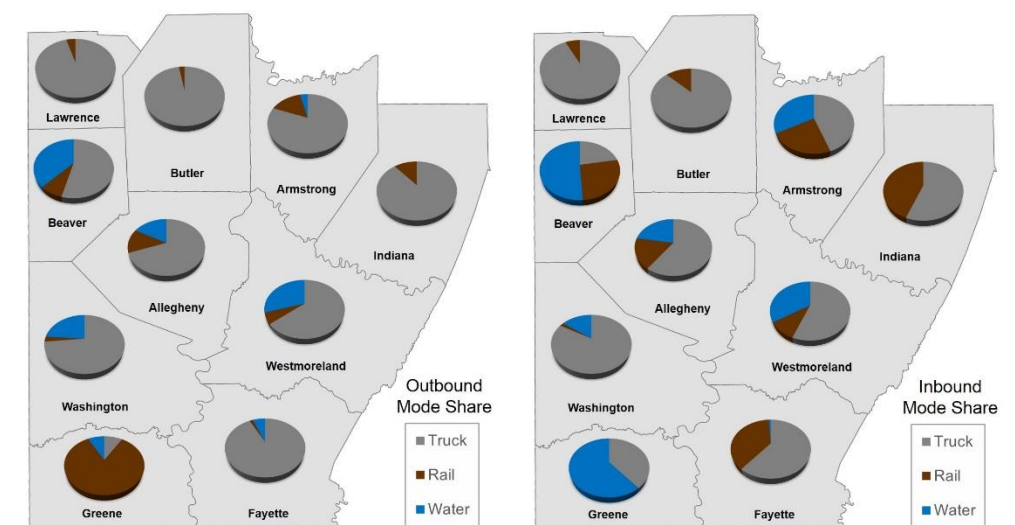 Lawrence
Butler
Armstrong
Beaver
Indiana
Allegheny
Westmoreland
Washington
Greene
Fayette
Outbound
Mode Share
Truck
Rail
Water
Lawrence
Butler
Armstrong
Beaver
Indiana
Allegheny
Westmoreland
Washington
Greene
Fayette
Inbound
Mode Share
Truck
Rail
Water